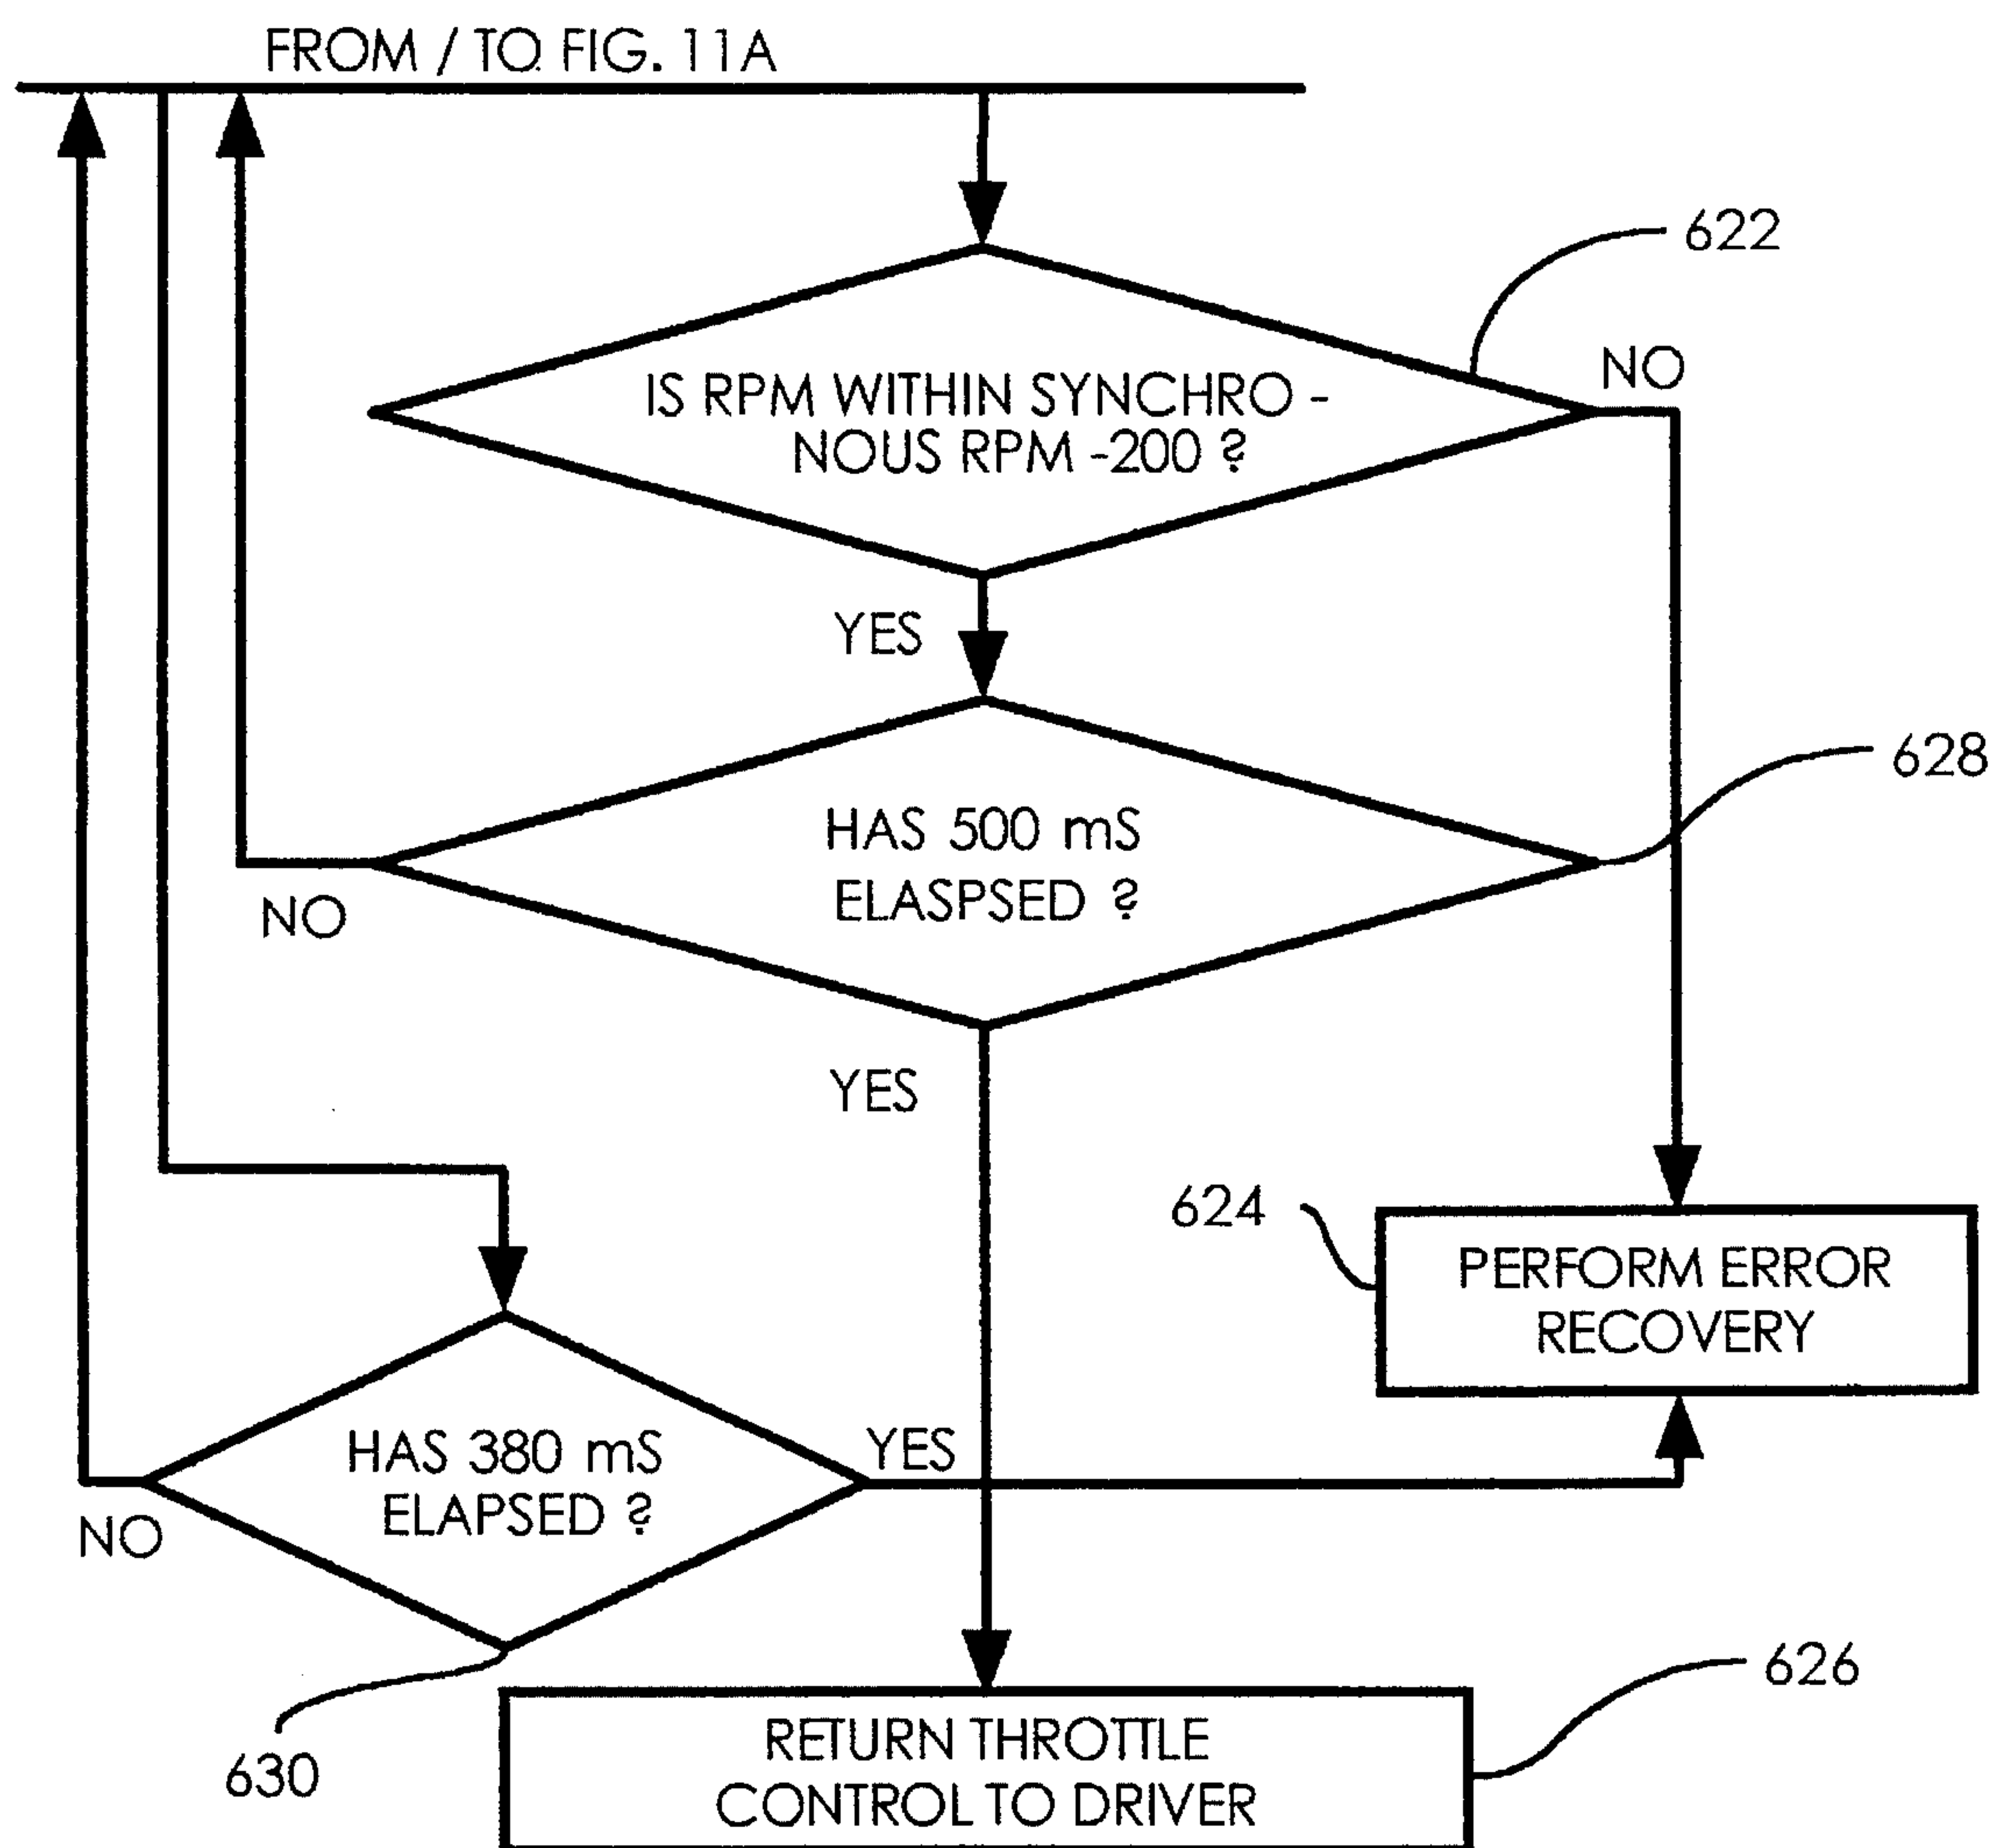 FROM / TO FIG. 11A
622
NO
IS RPM WITHIN SYNCHRO -
NOUS RPM -200 ?
YES
628
HAS 500 mS
ELASPSED ?
NO
YES
624
PERFORM ERROR
RECOVERY
HAS 380 mS
ELAPSED ?
YES
NO
630
626
RETURN THROTTLE
CONTROL TO DRIVER